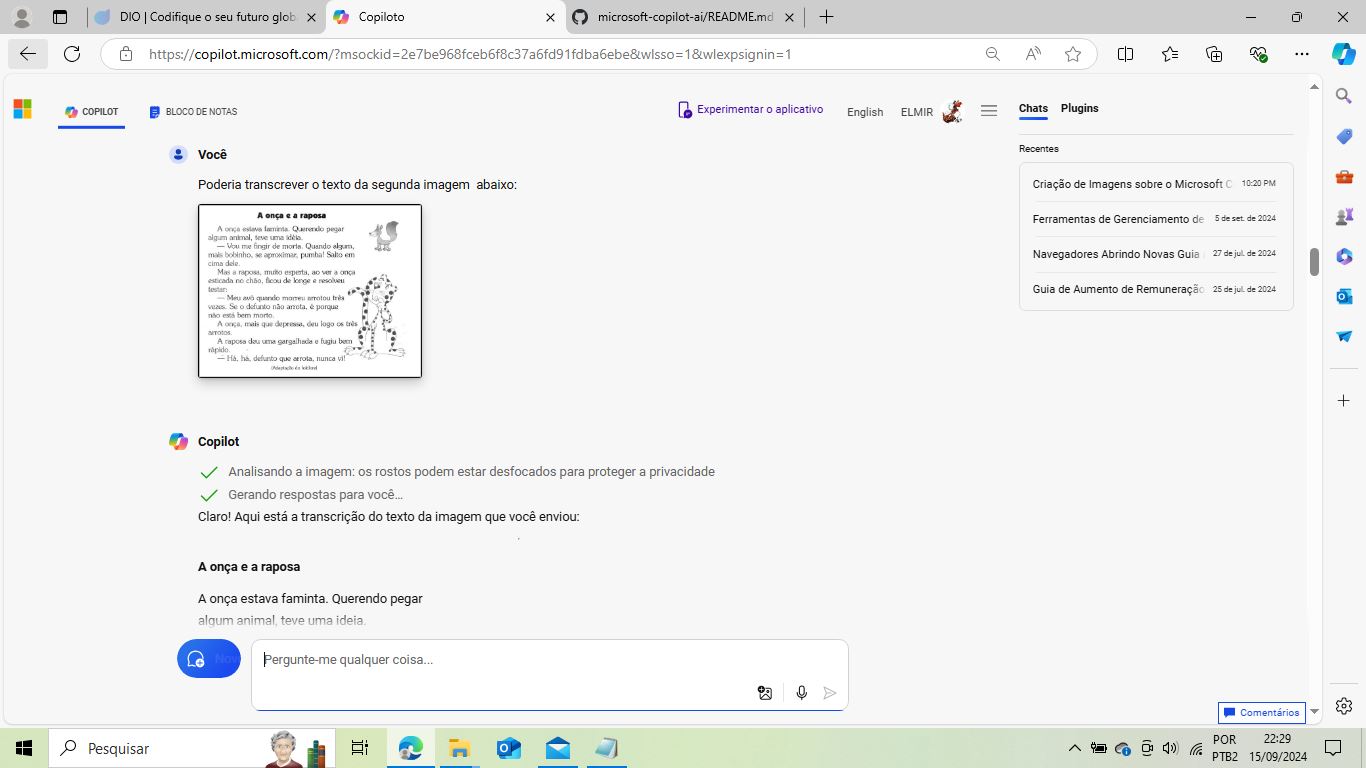 DIO | Codifique o seu futuro glob
Copiloto
microsoft-copilot-ai/README.md
https://copilot.microsoft.com/?msockid=2e7be968fceb6f8c37a6fd91fdba6ebe&wlsso=1&wlexpsignin=1
COPILOT
BLOCO DE NOTAS
Experimentar o aplicativo
English
ELMIR
Chats
Plugins
Recentes
Criação de Imagens sobre o Microsoft C 10:20 PM
Ferramentas de Gerenciamento de 5 de set. de 2024
Navegadores Abrindo Novas Guia 27 de jul. de 2024
Guia de Aumento de Remuneração 25 de jul. de 2024
Você
Poderia transcrever o texto da segunda imagem abaixo:
A onça e a raposa
A onça estava faminta. Querendo pegar
algum animal, teve uma idéia.
— Vou me fingir de morta. Quando algum,
mais bobinho, se aproximar, pumba! Salto em
cima dele.
Mas a raposa, muito esperta, ao ver a onça
esticada no chão, ficou de longe e resolveu
testar:
— Meu avô quando morreu arrotou três
vezes. Se o defunto não arrota, é porque
não está bem morto.
A onça, mais que depressa, deu logo os três
arrotos.
A raposa deu uma gargalhada e fugiu bem
rápido.
— Há, há, defunto que arrota, nunca vi!
(Adaptação do folclore)
Copilot
Analisando a imagem: os rostos podem estar desfocados para proteger a privacidade
Gerando respostas para você...
Claro! Aqui está a transcrição do texto da imagem que você enviou:
A onça e a raposa
A onça estava faminta. Querendo pegar
algum animal, teve uma ideia.
Pergunte-me qualquer coisa...
Comentários
Pesquisar
POR
PTB2
22:29
15/09/2024